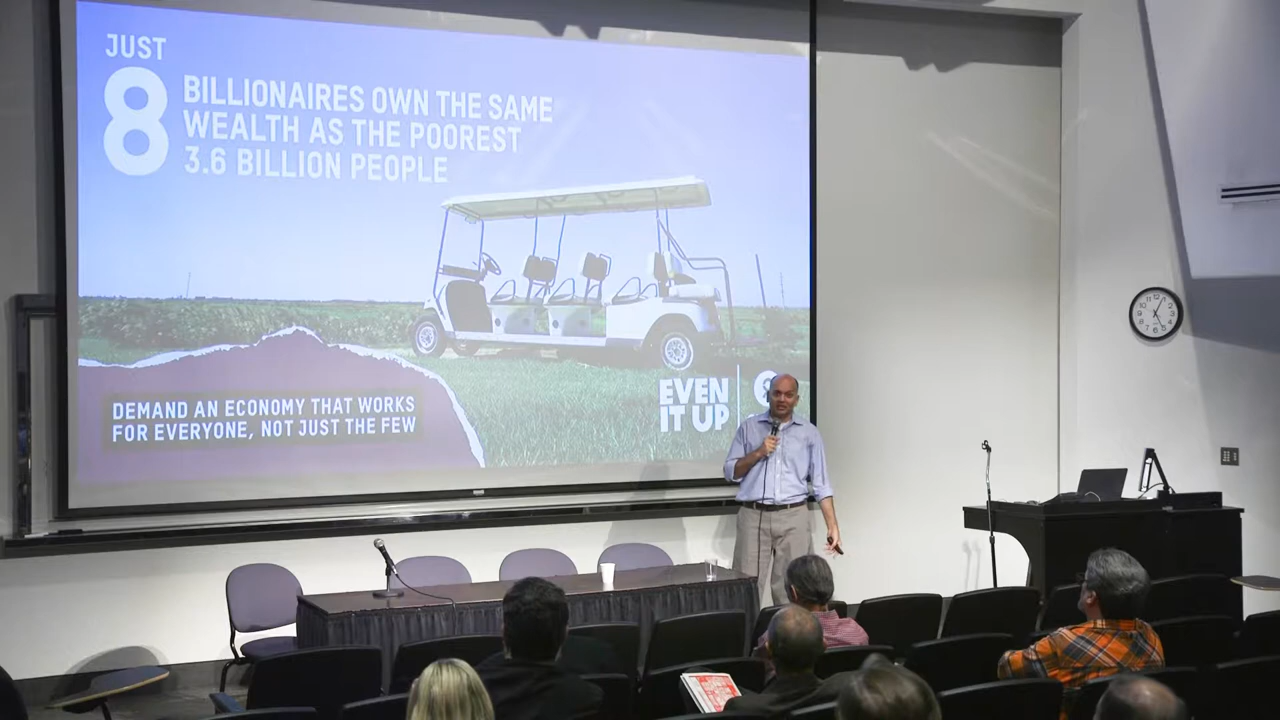 JUST
8 BILLIONAIRES OWN THE SAME
WEALTH AS THE POOREST
3.6 BILLION PEOPLE
DEMAND AN ECONOMY THAT WORKS
FOR EVERYONE, NOT JUST THE FEW
EVEN
IT UP